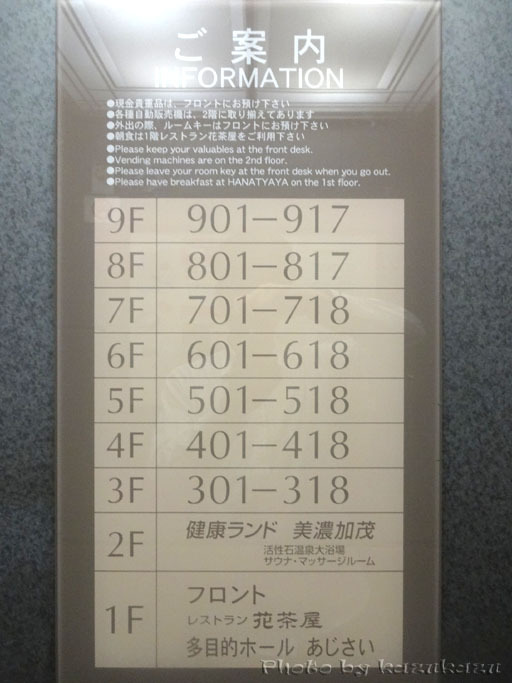 ご案内
INFORMATION
●現金貴重品は、フロントにお預け下さい
●各種自動販売機は、2階に取り揃えてあります
●外出の際、ルームキーはフロントにお預け下さい
●朝食は1階レストラン花茶屋をご利用下さい
●Please keep your valuables at the front desk.
●Vending machines are on the 2nd floor.
●Please leave your room key at the front desk when you go out.
●Please have breakfast at HANATYAYA on the 1st floor.
9F 901−917
8F 801−817
7F 701−718
6F 601−618
5F 501−518
4F 401−418
3F 301−318
2F 健康ランド 美濃加茂
活性石温泉大浴場
サウナ・マッサージルーム
1F フロント
レストラン 花茶屋
多目的ホール あじさい
Photo by kazukazu